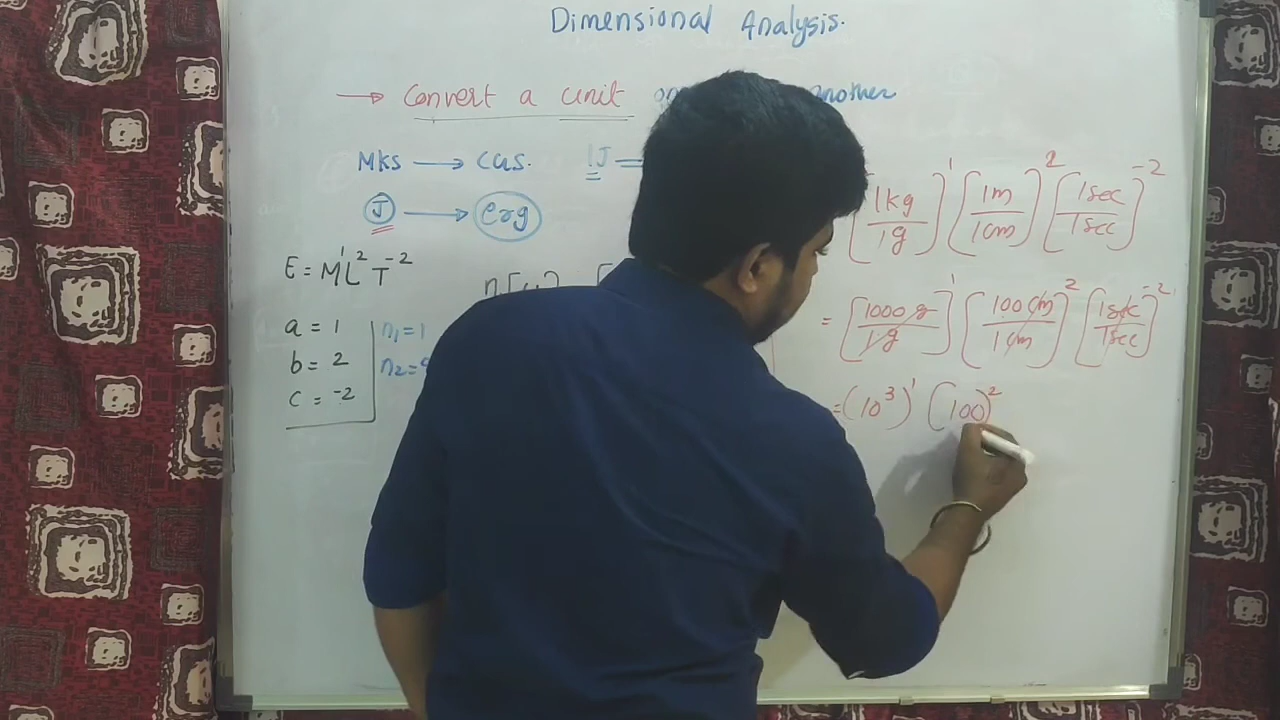 Dimensional Analysis.
→ Convert a unit another
MKS → CGS. 1J =
J → erg
E = M¹L²T⁻²
a = 1
b = 2
c = -2
n₁=1
n₂=
[1kg/1g]¹ [1m/1cm]² [1sec/1sec]⁻²
= [1000g/1g]¹ [100cm/1cm]² [1sec/1sec]⁻²
= (10³)¹ (100)²